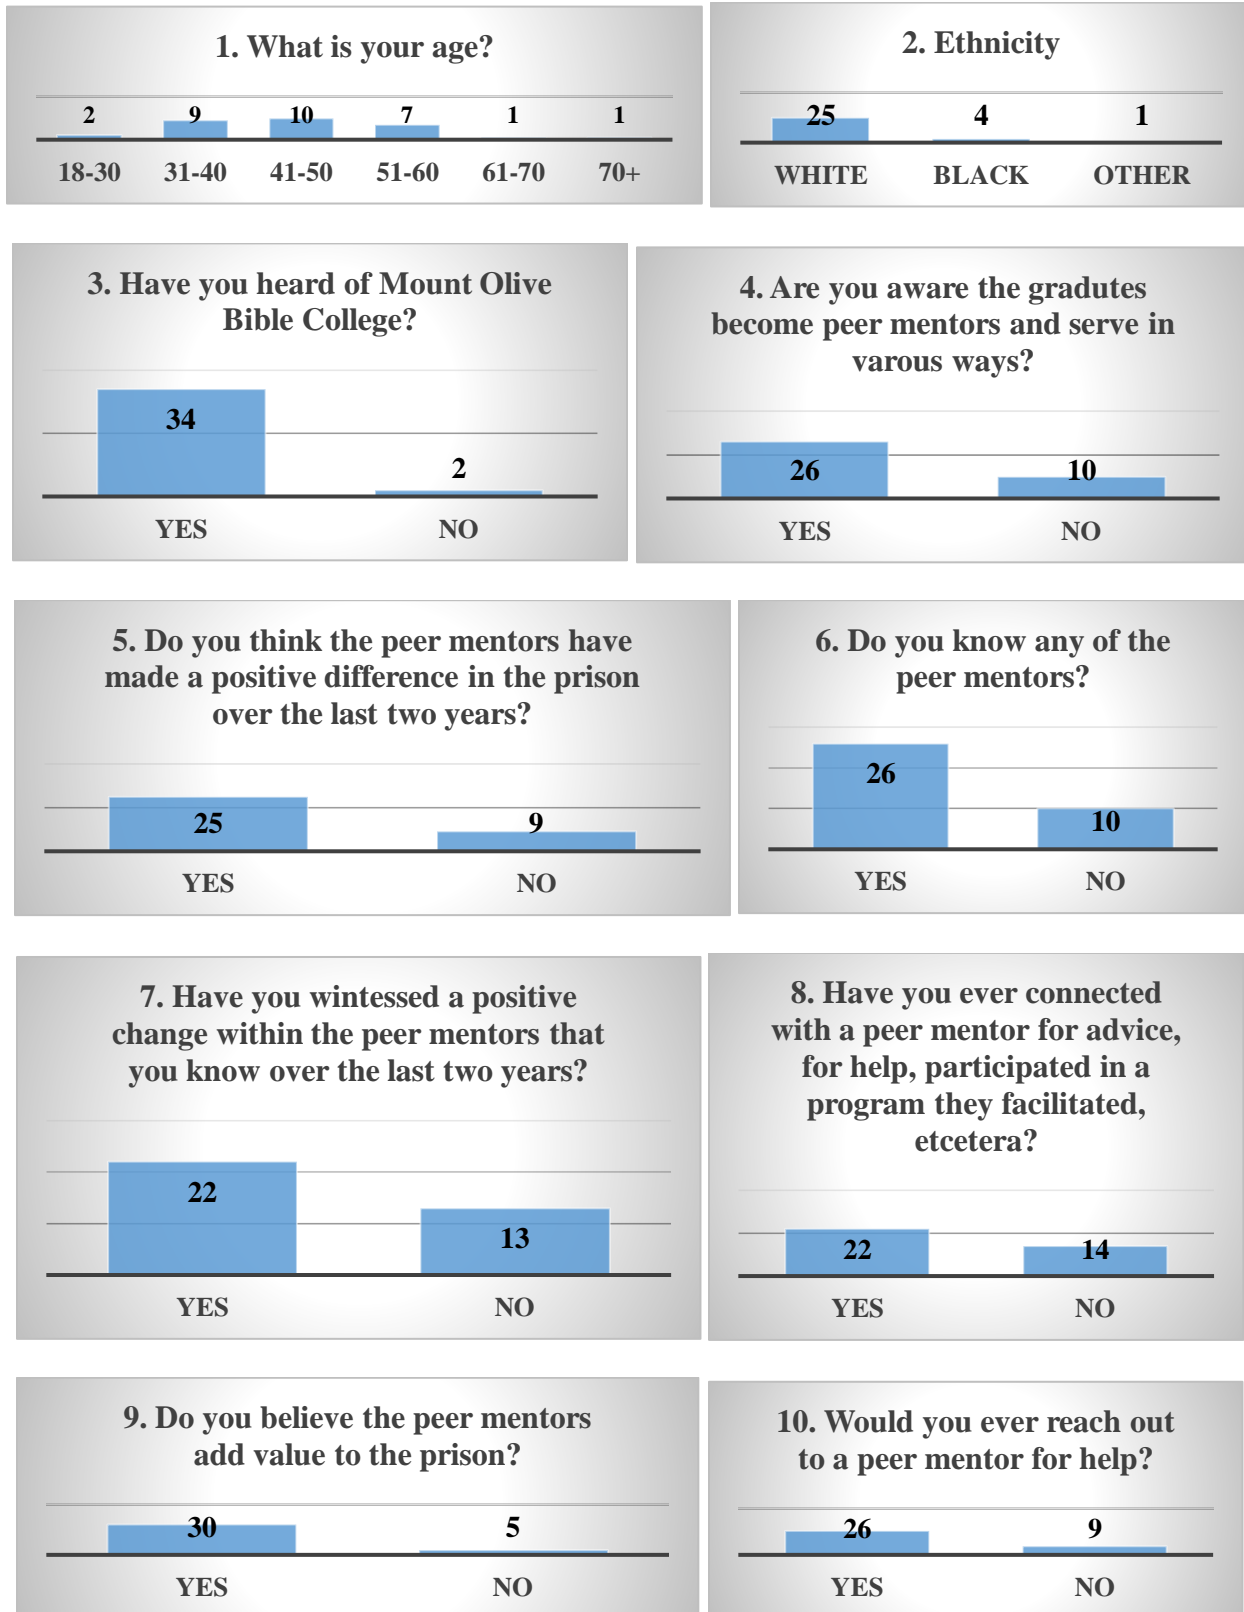 1. What is your age?
2 9 10 7 1 1
18-30 31-40 41-50 51-60 61-70 70+
2. Ethnicity
25 4 1
WHITE BLACK OTHER
3. Have you heard of Mount Olive
Bible College?
34
2
YES NO
4. Are you aware the gradutes
become peer mentors and serve in
varous ways?
26 10
YES NO
5. Do you think the peer mentors have
made a positive difference in the prison
over the last two years?
25 9
YES NO
6. Do you know any of the
peer mentors?
26
10
YES NO
7. Have you wintessed a positive
change within the peer mentors that
you know over the last two years?
22
13
YES NO
8. Have you ever connected
with a peer mentor for advice,
for help, participated in a
program they facilitated,
etcetera?
22 14
YES NO
9. Do you believe the peer mentors
add value to the prison?
30 5
YES NO
10. Would you ever reach out
to a peer mentor for help?
26 9
YES NO